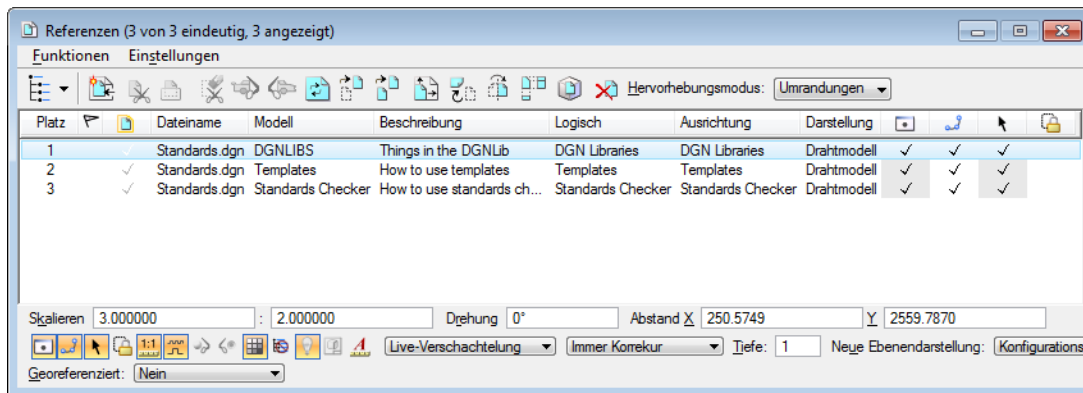 Referenzen (3 von 3 eindeutig, 3 angezeigt)
Funktionen Einstellungen
Hervorhebungsmodus: Umrandungen
Platz Dateiname Modell Beschreibung Logisch Ausrichtung Darstellung
1 Standards.dgn DGNLIBS Things in the DGNLib DGN Libraries DGN Libraries Drahtmodell
2 Standards.dgn Templates How to use templates Templates Templates Drahtmodell
3 Standards.dgn Standards Checker How to use standards ch... Standards Checker Standards Checker Drahtmodell
Skalieren 3.000000 : 2.000000 Drehung 0° Abstand X 250.5749 Y 2559.7870
1:1 A Live-Verschachtelung Immer Korrekur Tiefe: 1 Neue Ebenendarstellung: Konfigurations
Georeferenziert: Nein